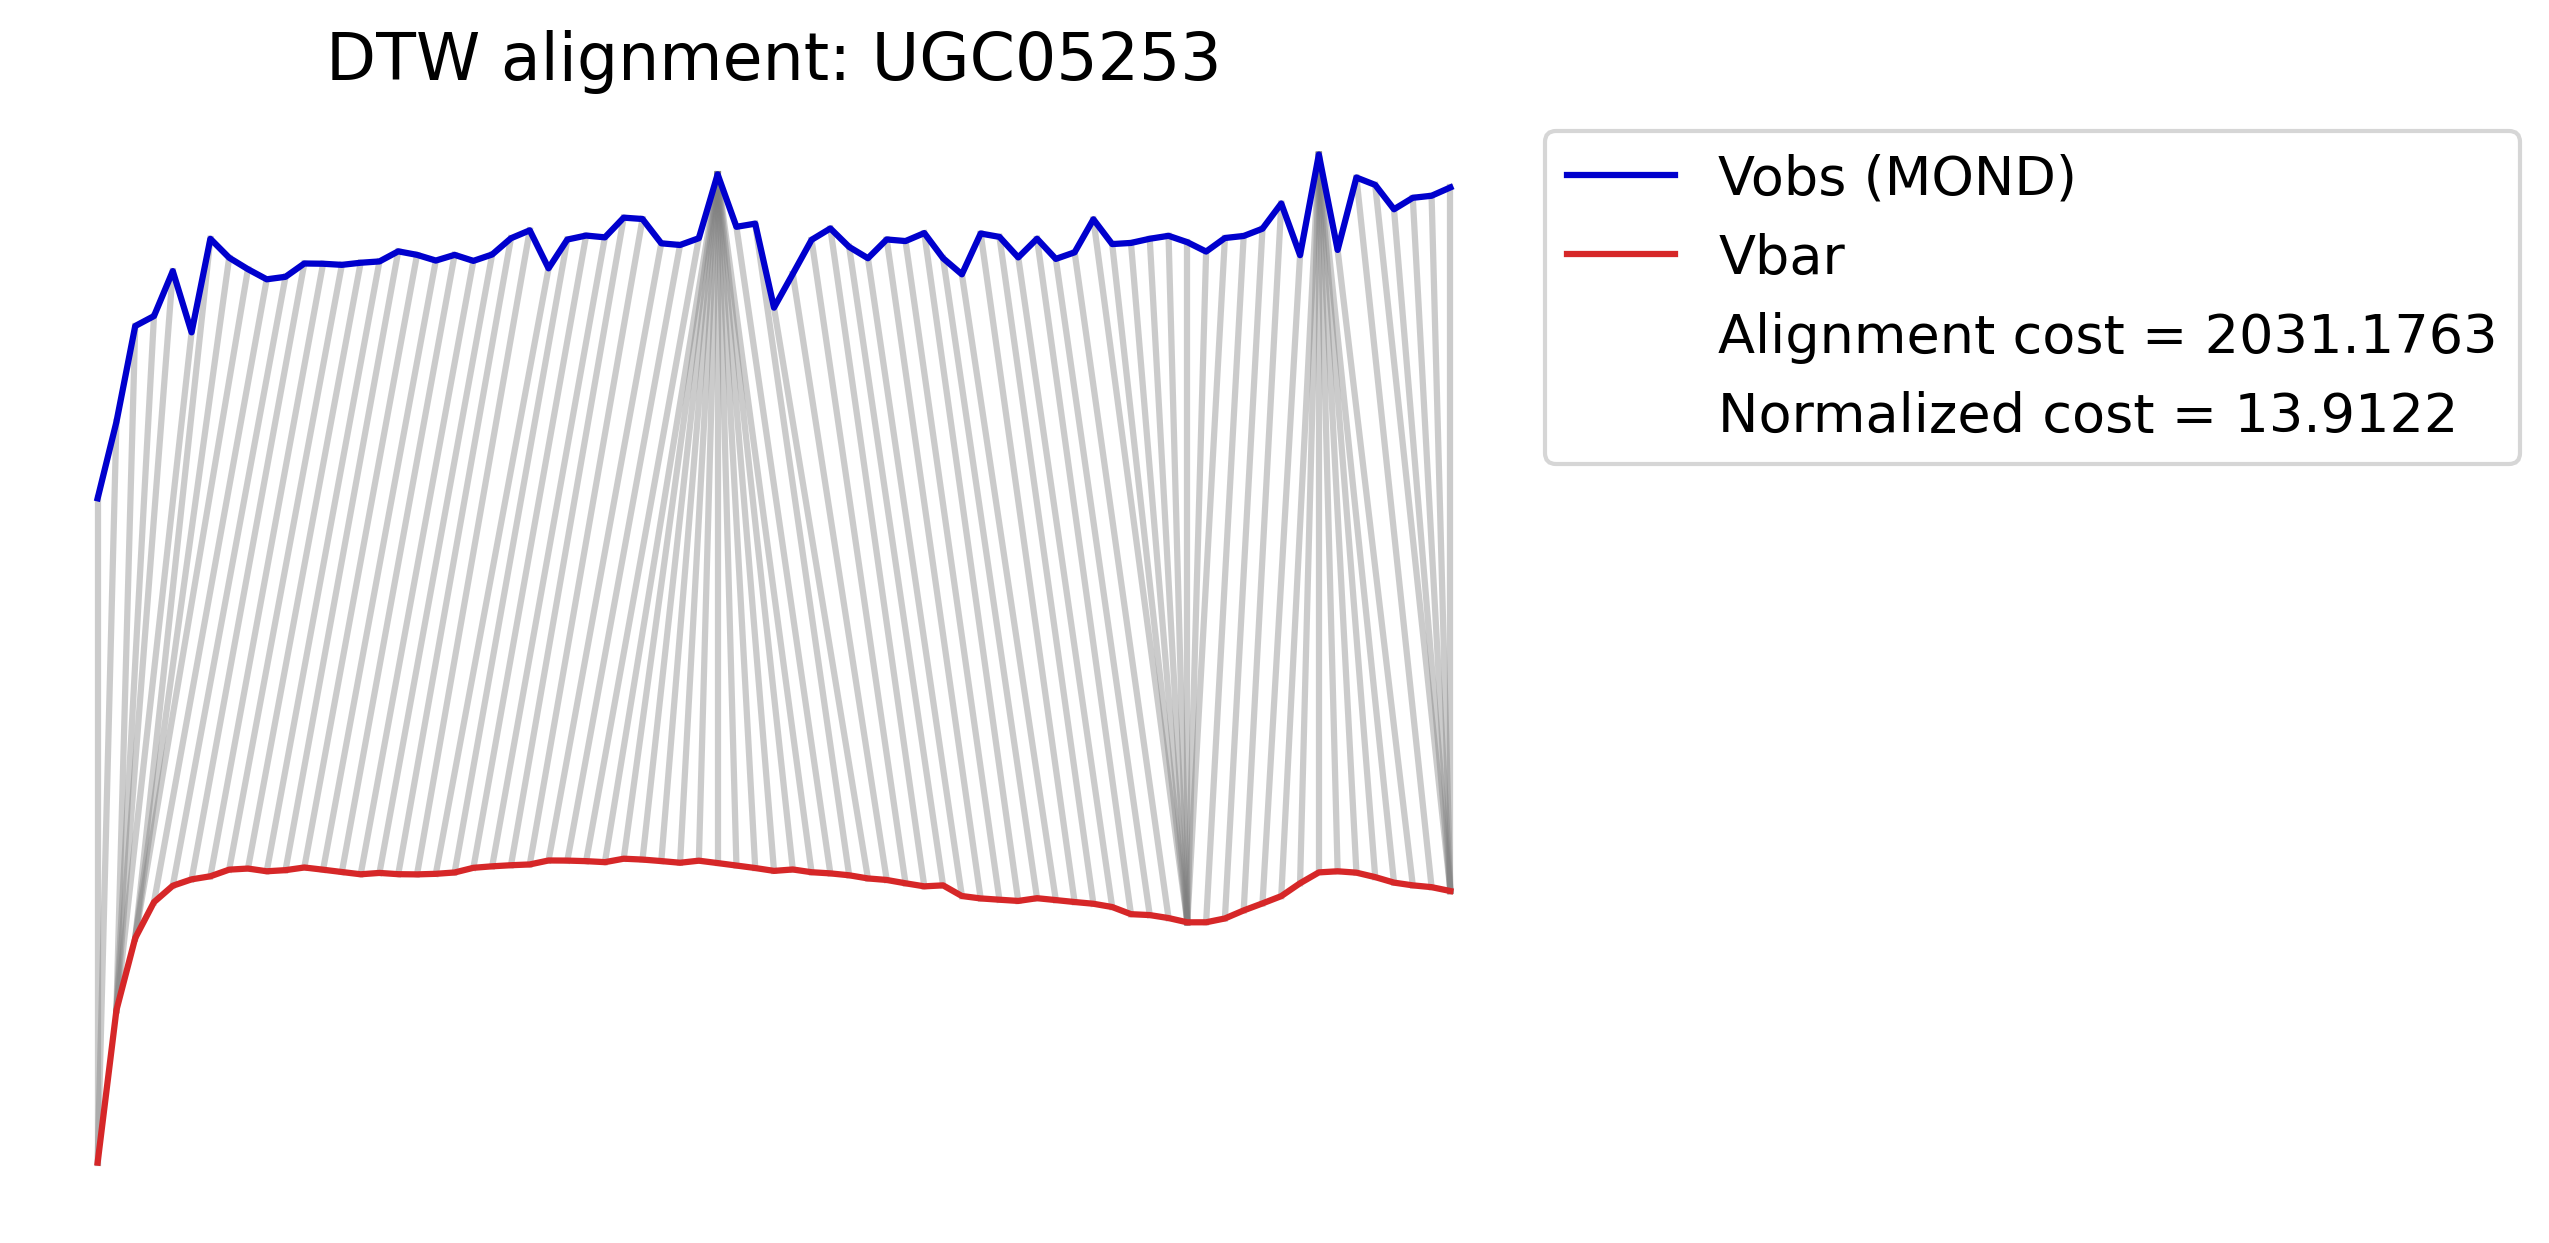 DTW alignment: UGC05253
Vobs (MOND)
Vbar
Alignment cost = 2031.1763
Normalized cost = 13.9122